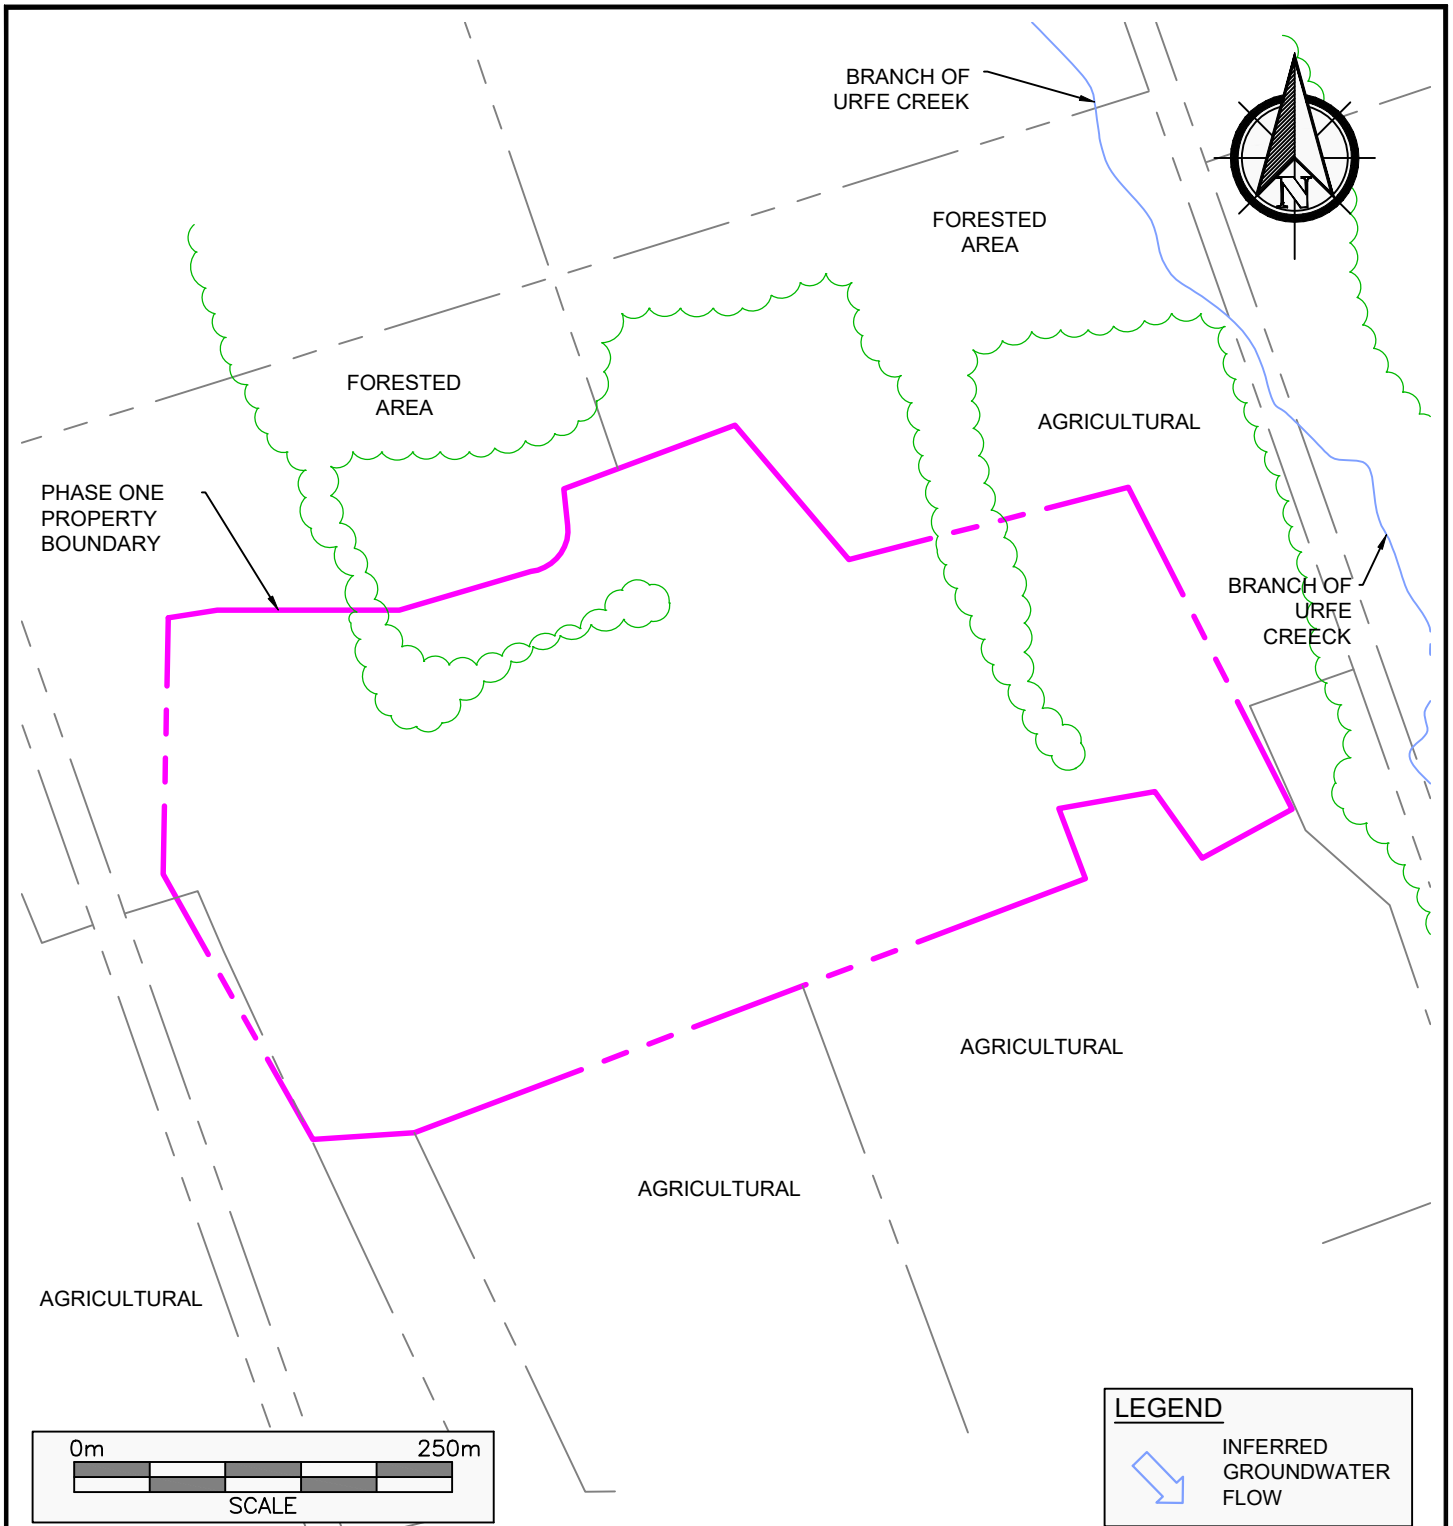 BRANCH OF
URFE CREEK
N
FORESTED
AREA
FORESTED
AREA
AGRICULTURAL
PHASE ONE
PROPERTY
BOUNDARY
BRANCH OF
URFE
CREECK
AGRICULTURAL
AGRICULTURAL
AGRICULTURAL
0m 250m
SCALE
LEGEND
INFERRED
GROUNDWATER
FLOW